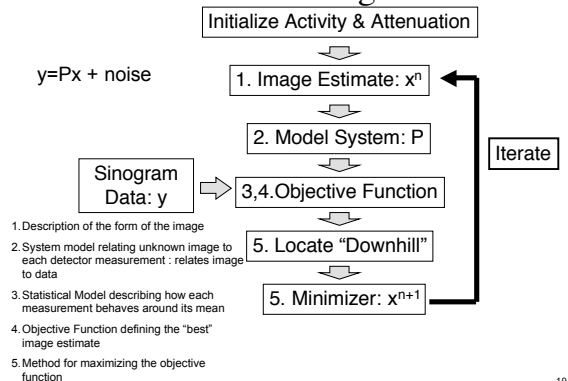 Initialize Activity & Attenuation
y=Px + noise
1. Image Estimate: xⁿ
2. Model System: P
Iterate
Sinogram
Data: y
3,4.Objective Function
1.Description of the form of the image
2.System model relating unknown image to
each detector measurement : relates image
to data
5. Locate “Downhill”
3.Statistical Model describing how each
measurement behaves around its mean
5. Minimizer: xⁿ⁺¹
4.Objective Function defining the “best”
image estimate
5.Method for maximizing the objective
function
19